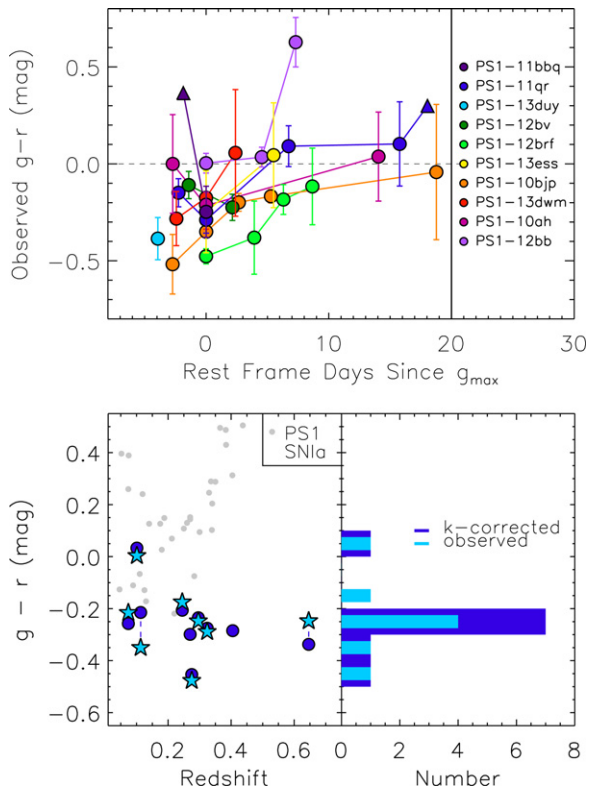 Observed g-r (mag)
0.5
0.0
-0.5
0
10
20
30
Rest Frame Days Since gmax
PS1-11bbq
PS1-11qr
PS1-13duy
PS1-12bv
PS1-12brf
PS1-13ess
PS1-10bjp
PS1-13dwm
PS1-10ah
PS1-12bb
g - r (mag)
0.4
0.2
0.0
-0.2
-0.4
-0.6
0.2
0.4
0.6
Redshift
PS1
SNIa
k-corrected
observed
0
2
4
6
8
Number